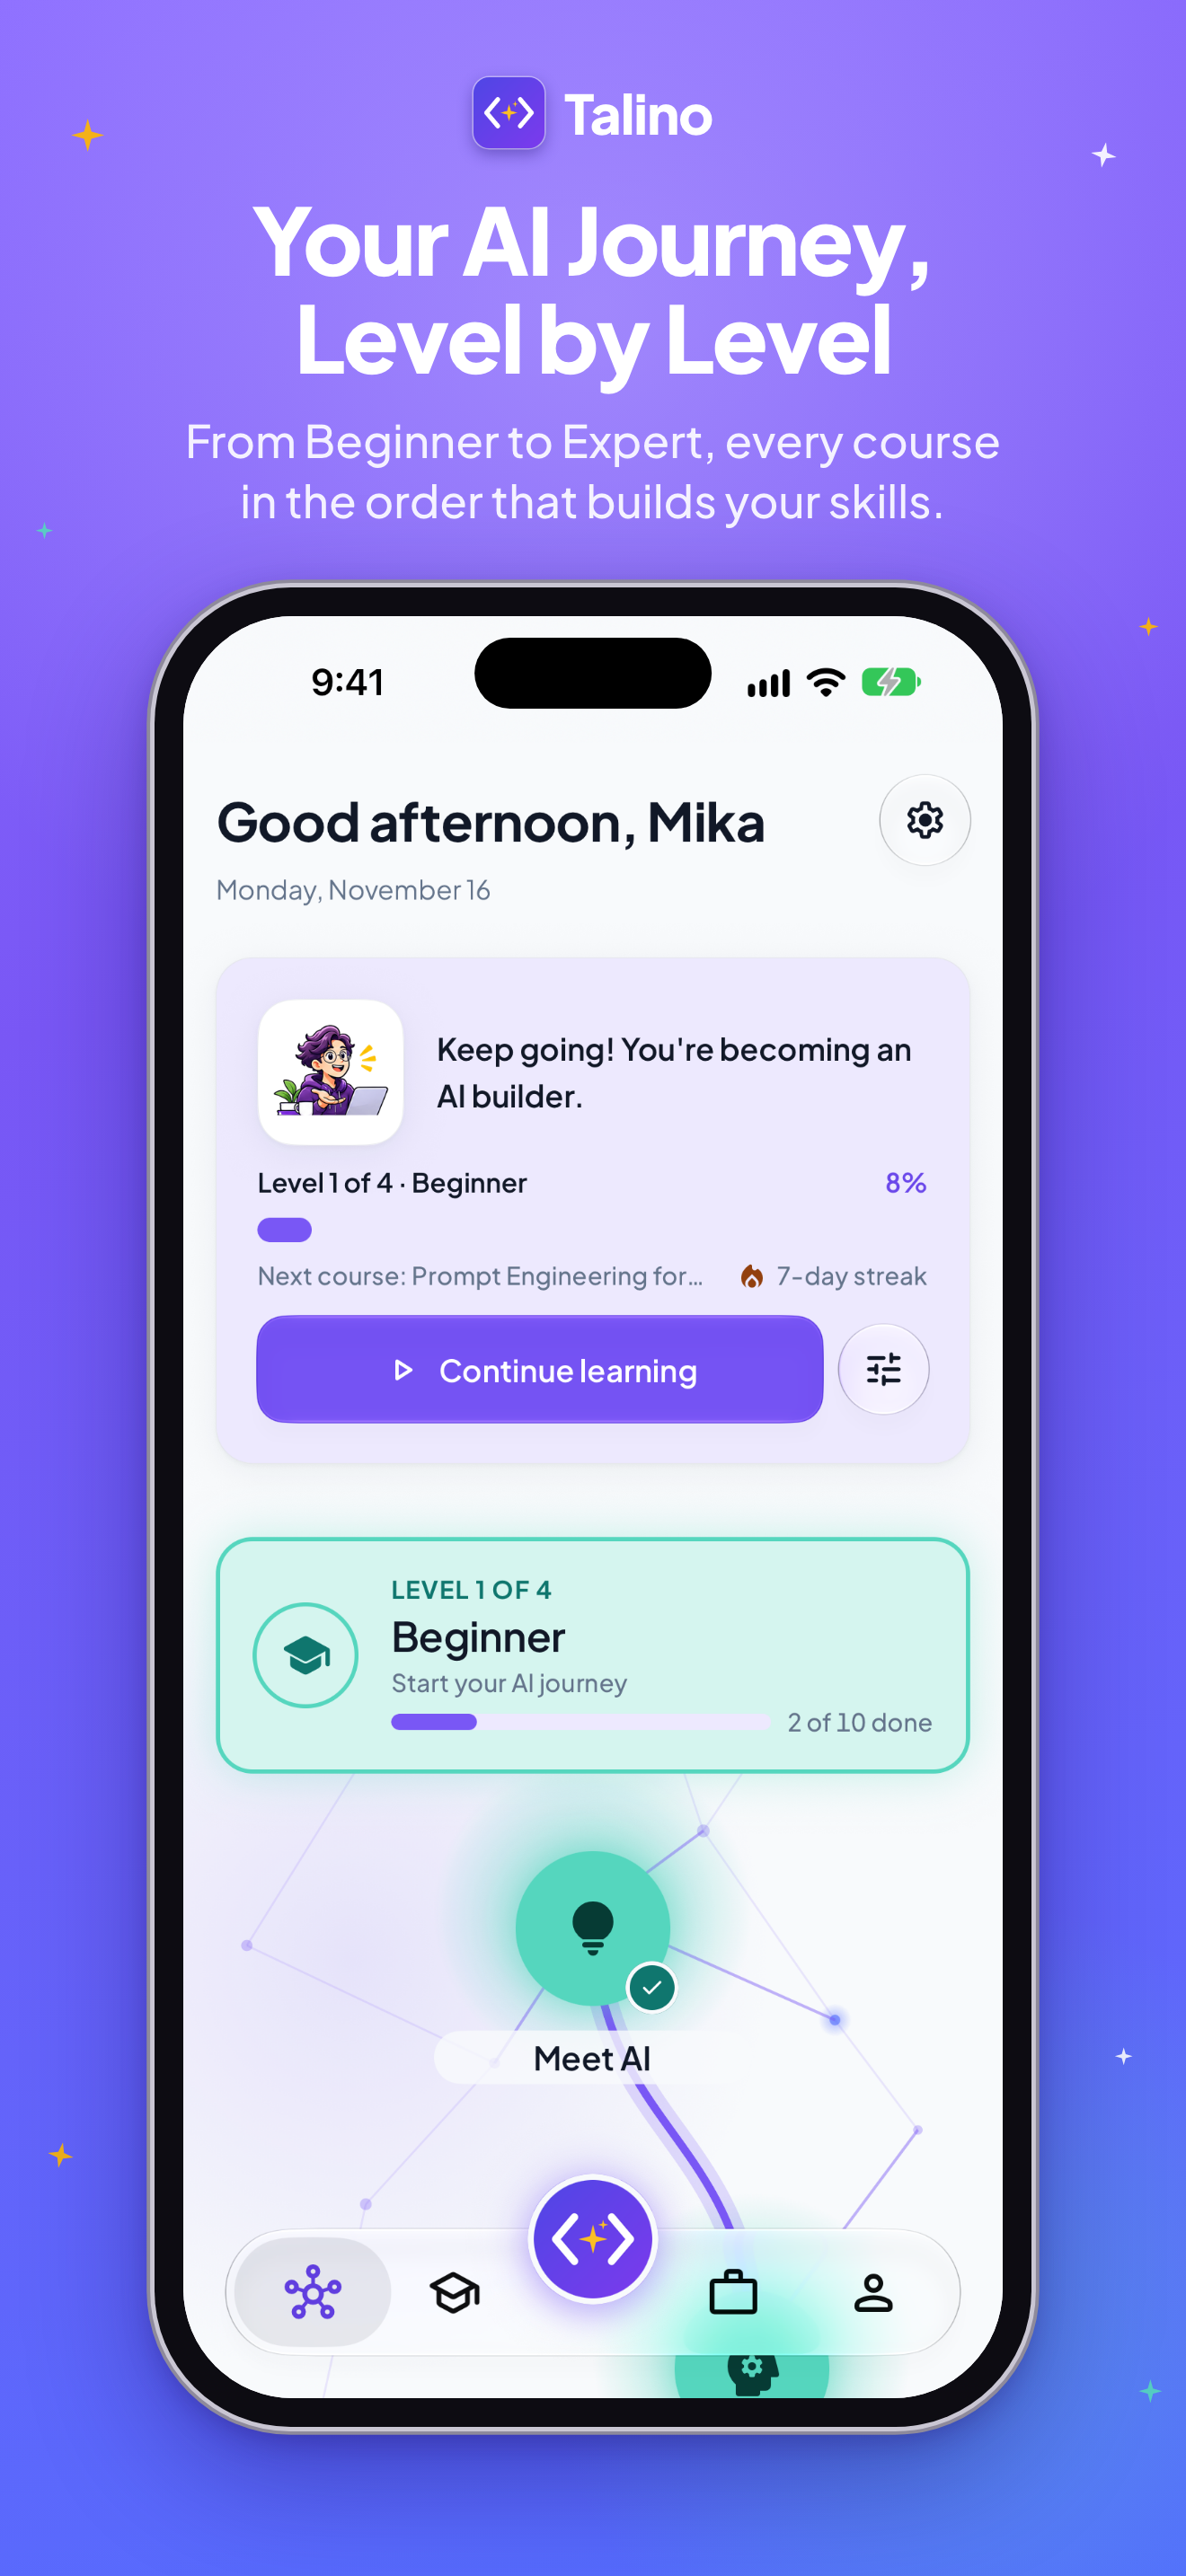 Talino
Your AI Journey,
Level by Level
From Beginner to Expert, every course
in the order that builds your skills.
9:41
Good afternoon, Mika
Monday, November 16
Keep going! You're becoming an
AI builder.
Level 1 of 4 · Beginner 8%
Next course: Prompt Engineering for... 7-day streak
Continue learning
LEVEL 1 OF 4
Beginner
Start your AI journey
2 of 10 done
Meet AI